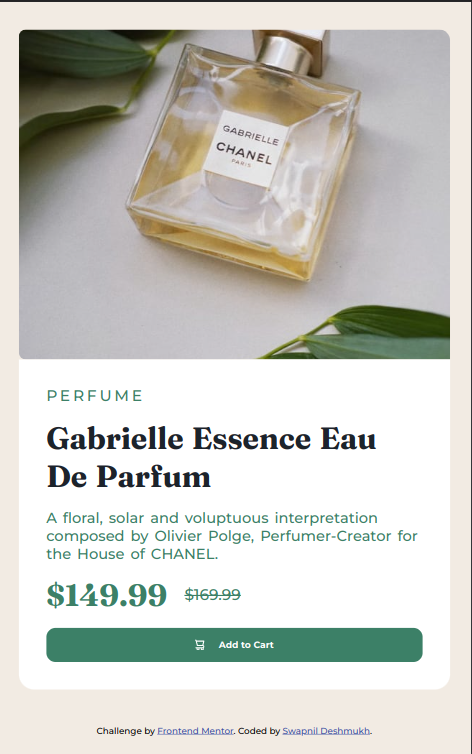 GABRIELLE
CHANEL
PARIS
PERFUME
Gabrielle Essence Eau
De Parfum
A floral, solar and voluptuous interpretation
composed by Olivier Polge, Perfumer-Creator for
the House of CHANEL.
$149.99 $169.99
Add to Cart
Challenge by Frontend Mentor. Coded by Swapnil Deshmukh.